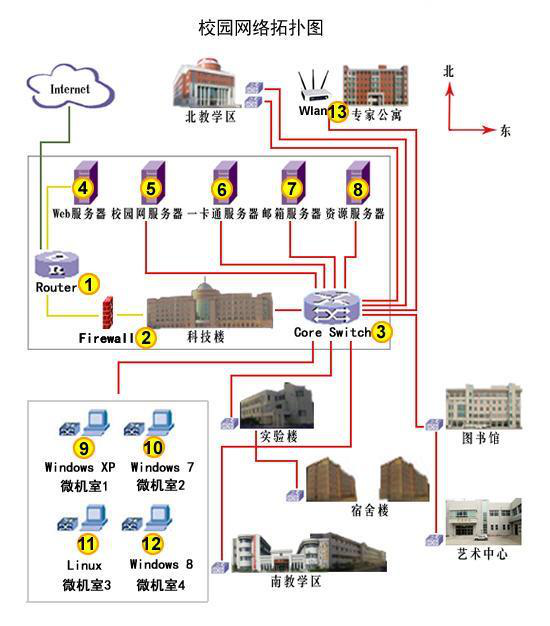 校园网络拓扑图
Internet
北教学区
Wlan 13 专家公寓
北
东
4 5 6 7 8
Web服务器 校园网服务器 一卡通服务器 邮箱服务器 资源服务器
Router 1
Firewall 2
科技楼
Core Switch 3
9
Windows XP
微机室1
10
Windows 7
微机室2
11
Linux
微机室3
12
Windows 8
微机室4
实验楼
宿舍楼
南教学区
图书馆
艺术中心